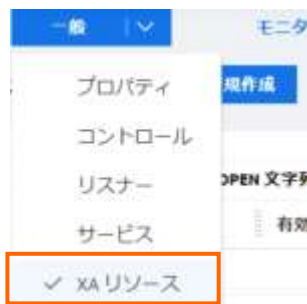 一般
モニタ
プロパティ
規作成
コントロール
リスナー
OPEN 文字列
サービス
有効
✓ XA リソース